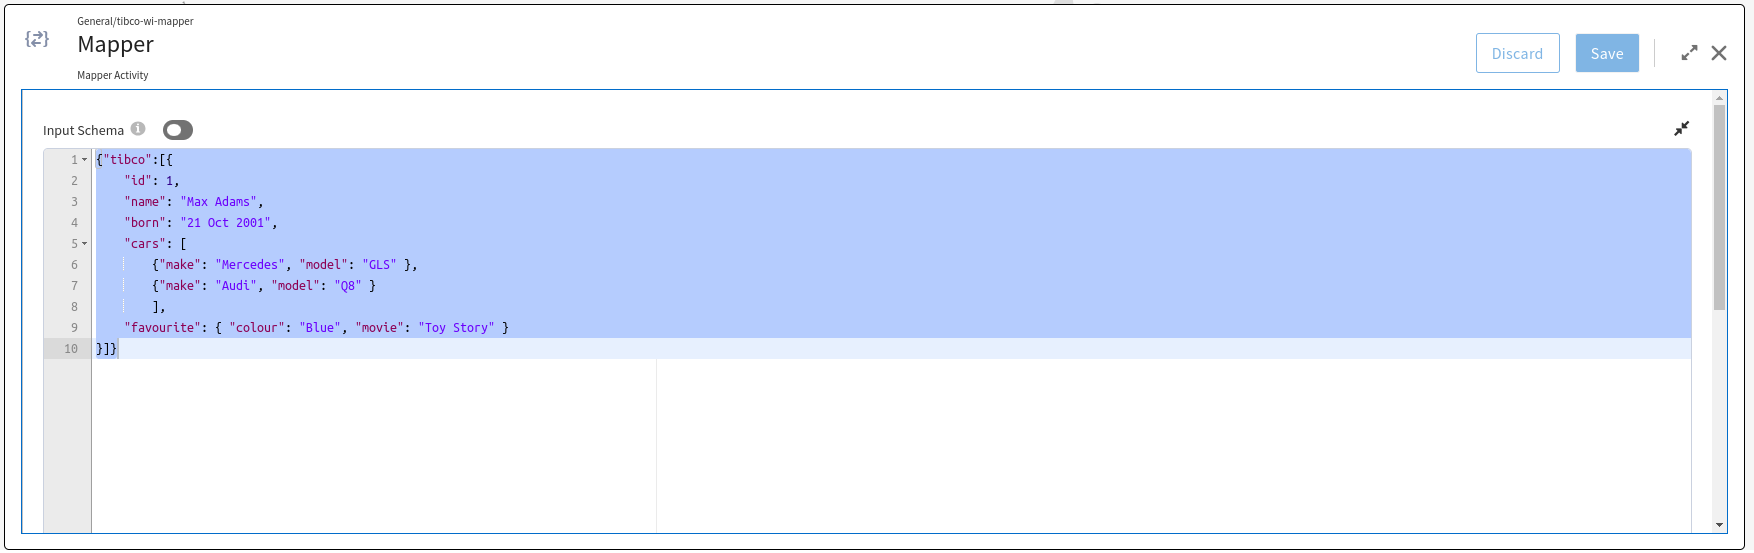 General/tibco-wi-mapper
Mapper
Mapper Activity
Discard
Save
Input Schema
1 {"tibco":[{
2 "id": 1,
3 "name": "Max Adams",
4 "born": "21 Oct 2001",
5 "cars": [
6 {"make": "Mercedes", "model": "GLS" },
7 {"make": "Audi", "model": "Q8" }
8 ],
9 "favourite": { "colour": "Blue", "movie": "Toy Story" }
10 }]}